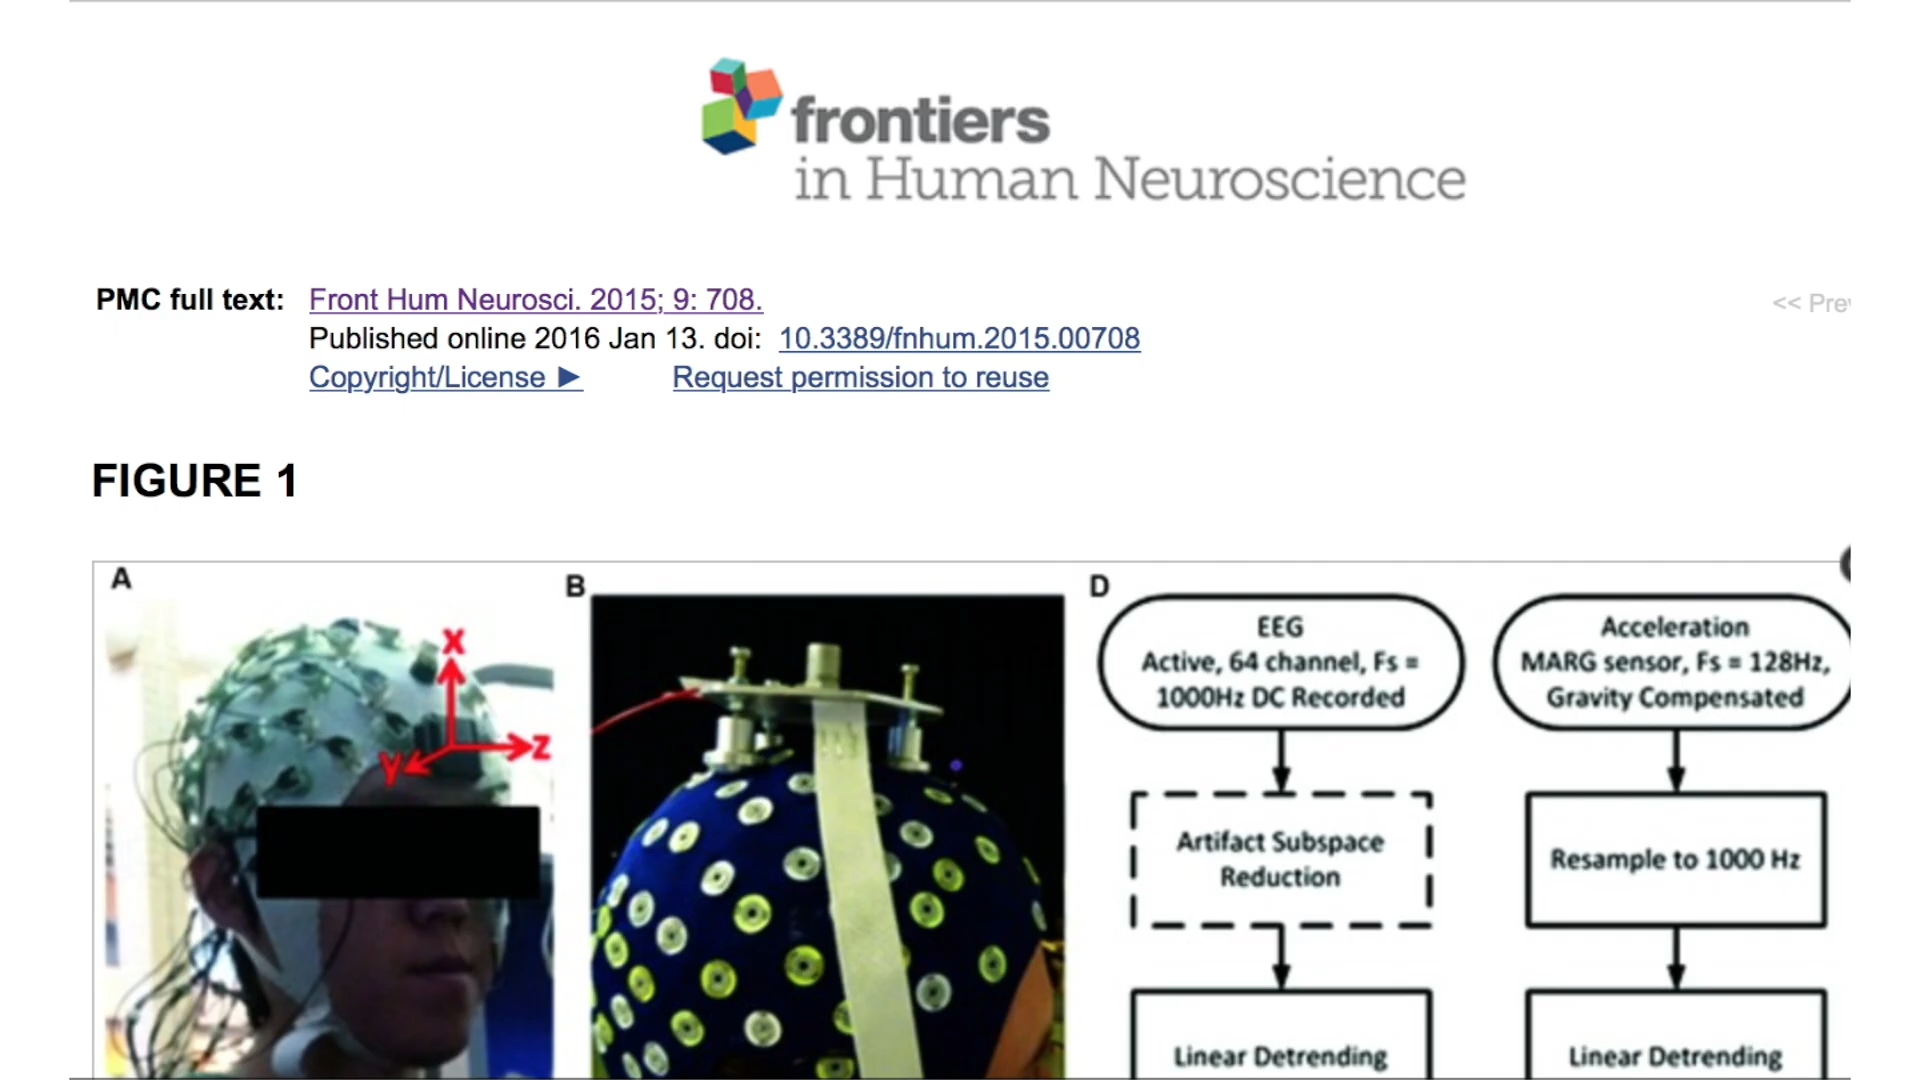 frontiers
in Human Neuroscience
PMC full text: Front Hum Neurosci. 2015; 9: 708.
<< Prev
Published online 2016 Jan 13. doi: 10.3389/fnhum.2015.00708
Copyright/License ► Request permission to reuse
FIGURE 1
A
X
Y
Z
B
D
EEG
Active, 64 channel, Fs =
1000Hz DC Recorded
Artifact Subspace
Reduction
Linear Detrending
Acceleration
MARG sensor, Fs = 128Hz,
Gravity Compensated
Resample to 1000 Hz
Linear Detrending